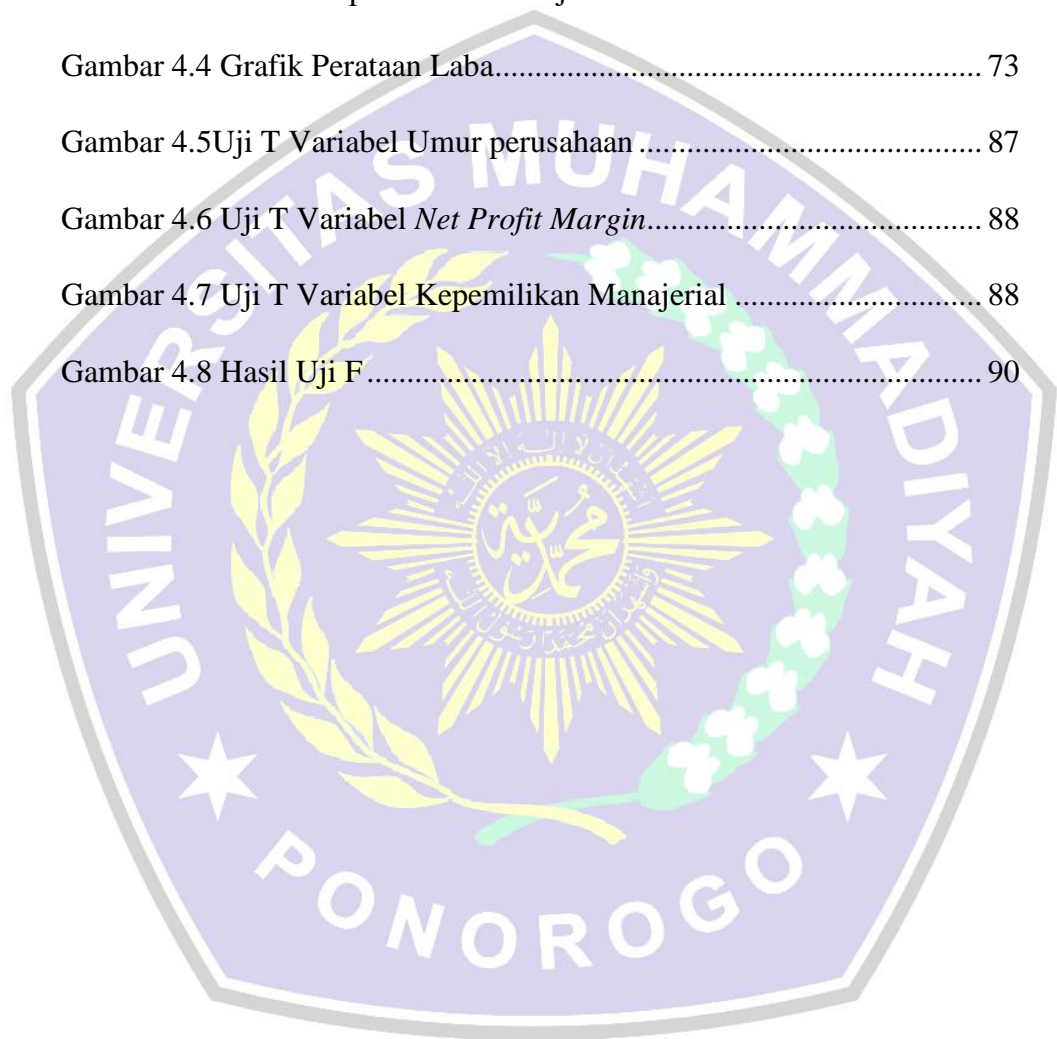 Gambar 4.4 Grafik Perataan Laba............................................................. 73
Gambar 4.5Uji T Variabel Umur perusahaan ........................................... 87
Gambar 4.6 Uji T Variabel Net Profit Margin.......................................... 88
Gambar 4.7 Uji T Variabel Kepemilikan Manajerial ............................... 88
Gambar 4.8 Hasil Uji F............................................................................. 90
UNIVERSITAS MUHAMMADIYAH
محمدية
PONOROGO